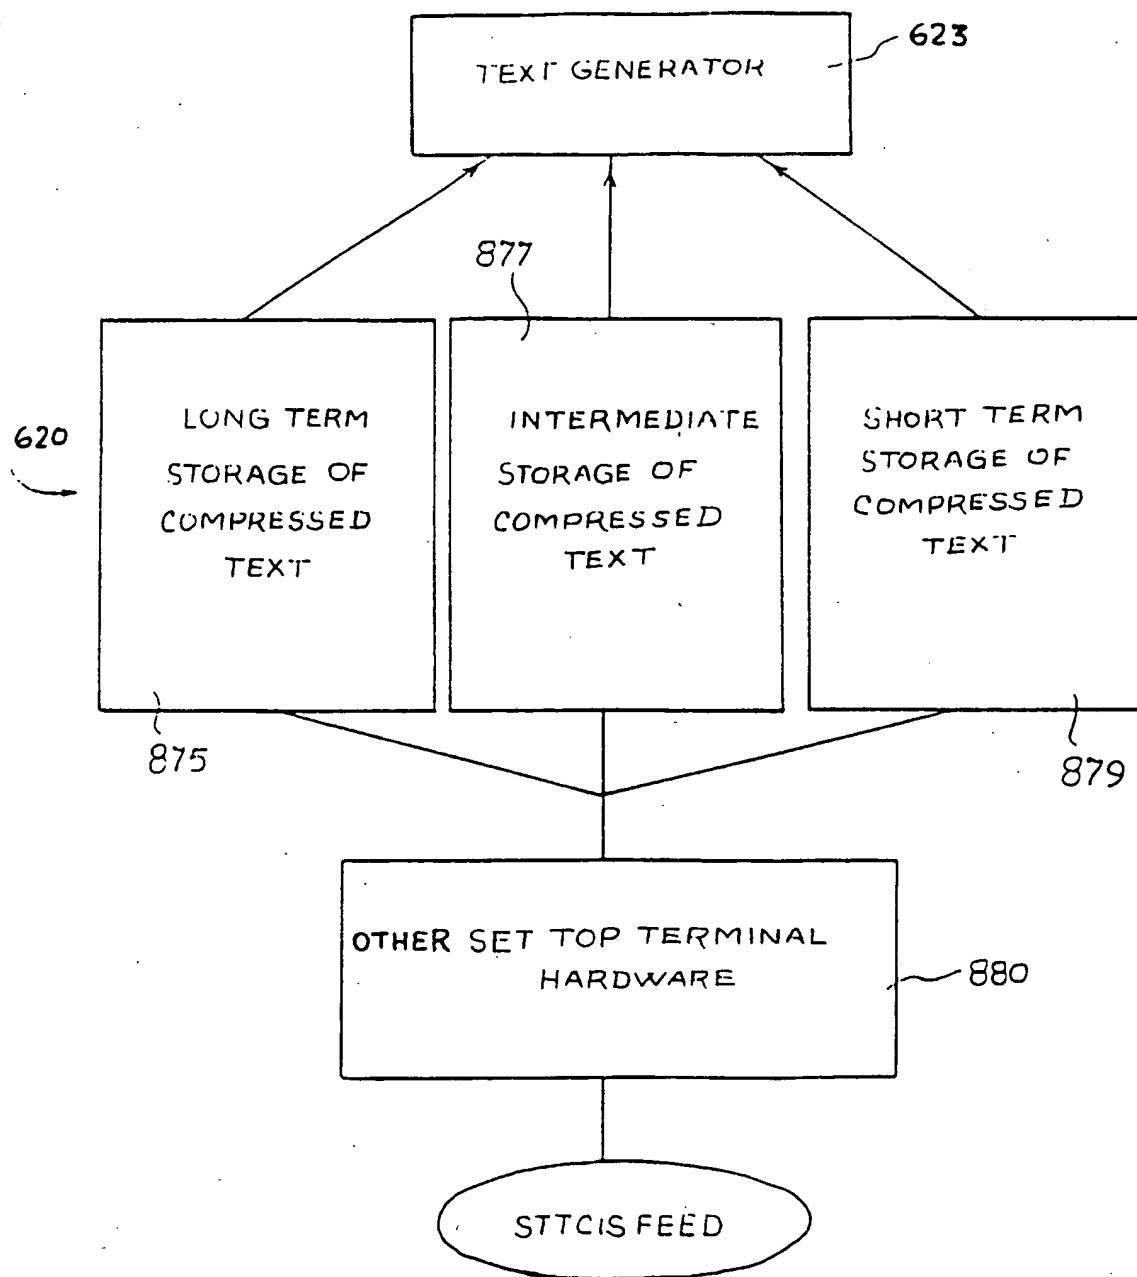 TEXT GENERATOR
623
877
620
LONG TERM
STORAGE OF
COMPRESSED
TEXT
INTERMEDIATE
STORAGE OF
COMPRESSED
TEXT
SHORT TERM
STORAGE OF
COMPRESSED
TEXT
875
879
OTHER SET TOP TERMINAL
HARDWARE
880
STTCIS FEED